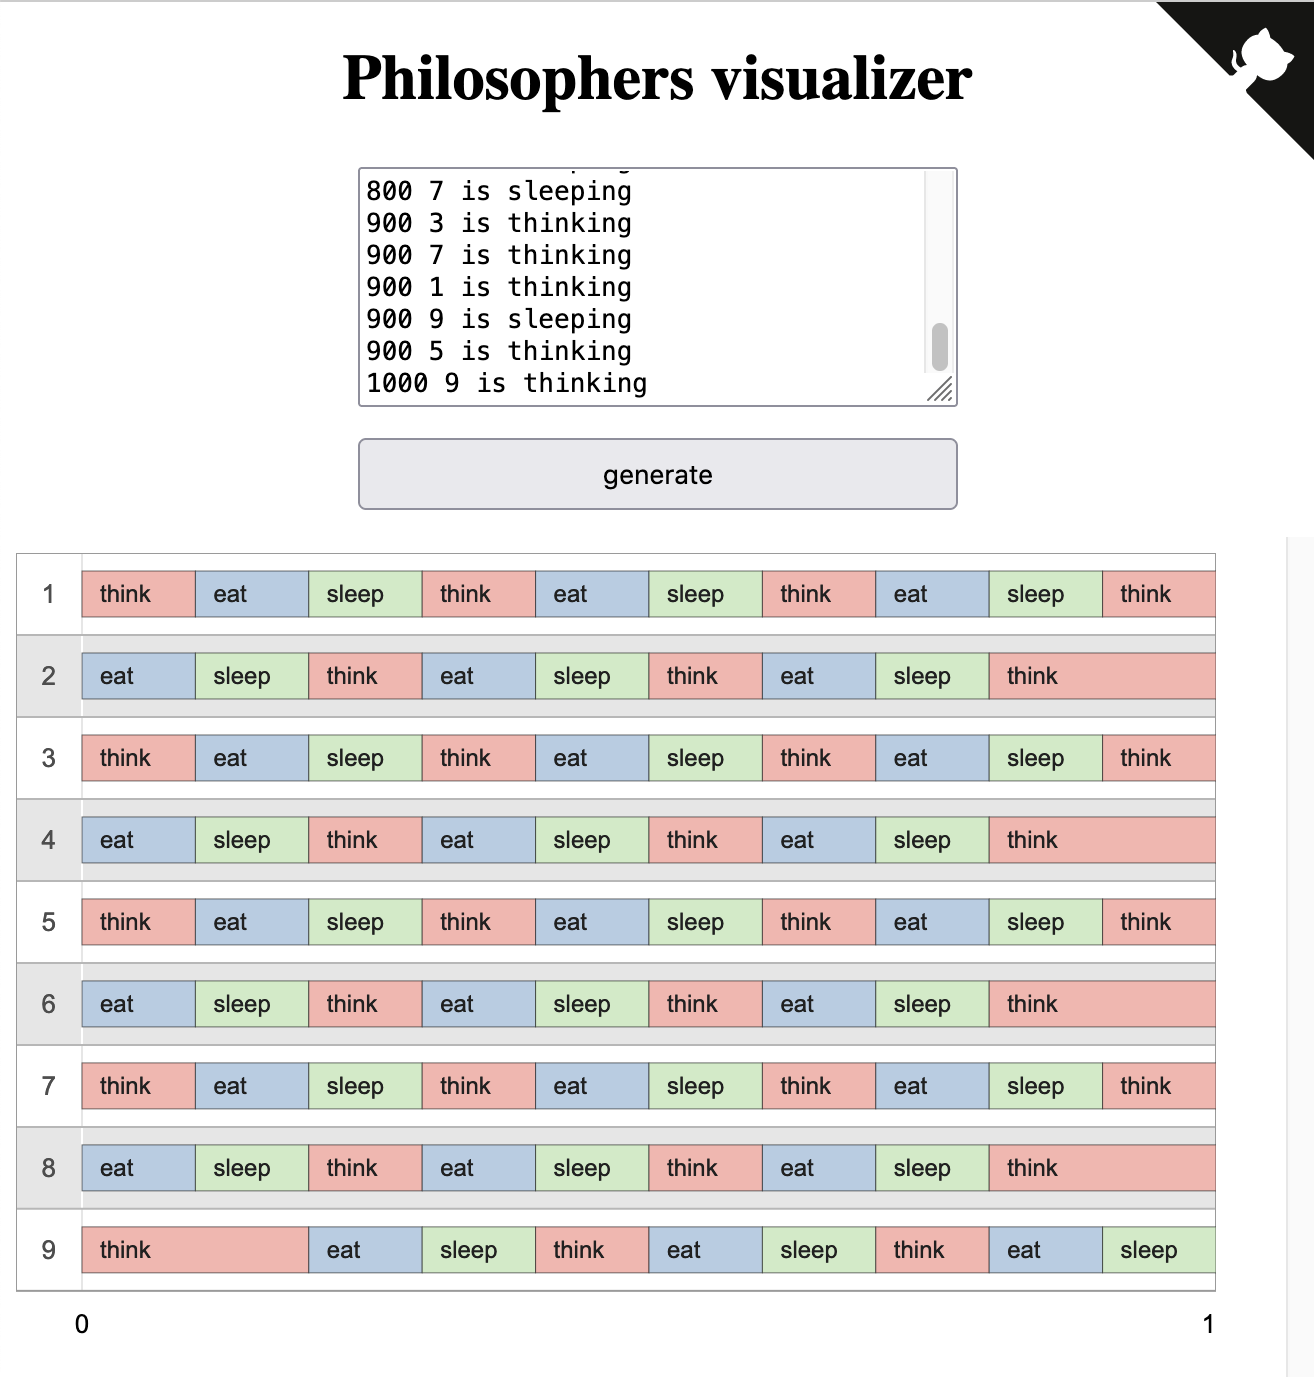 Philosophers visualizer
800 7 is sleeping
900 3 is thinking
900 7 is thinking
900 1 is thinking
900 9 is sleeping
900 5 is thinking
1000 9 is thinking
generate
1 think eat sleep think eat sleep think eat sleep think
2 eat sleep think eat sleep think eat sleep think
3 think eat sleep think eat sleep think eat sleep think
4 eat sleep think eat sleep think eat sleep think
5 think eat sleep think eat sleep think eat sleep think
6 eat sleep think eat sleep think eat sleep think
7 think eat sleep think eat sleep think eat sleep think
8 eat sleep think eat sleep think eat sleep think
9 think eat sleep think eat sleep think eat sleep
0 1